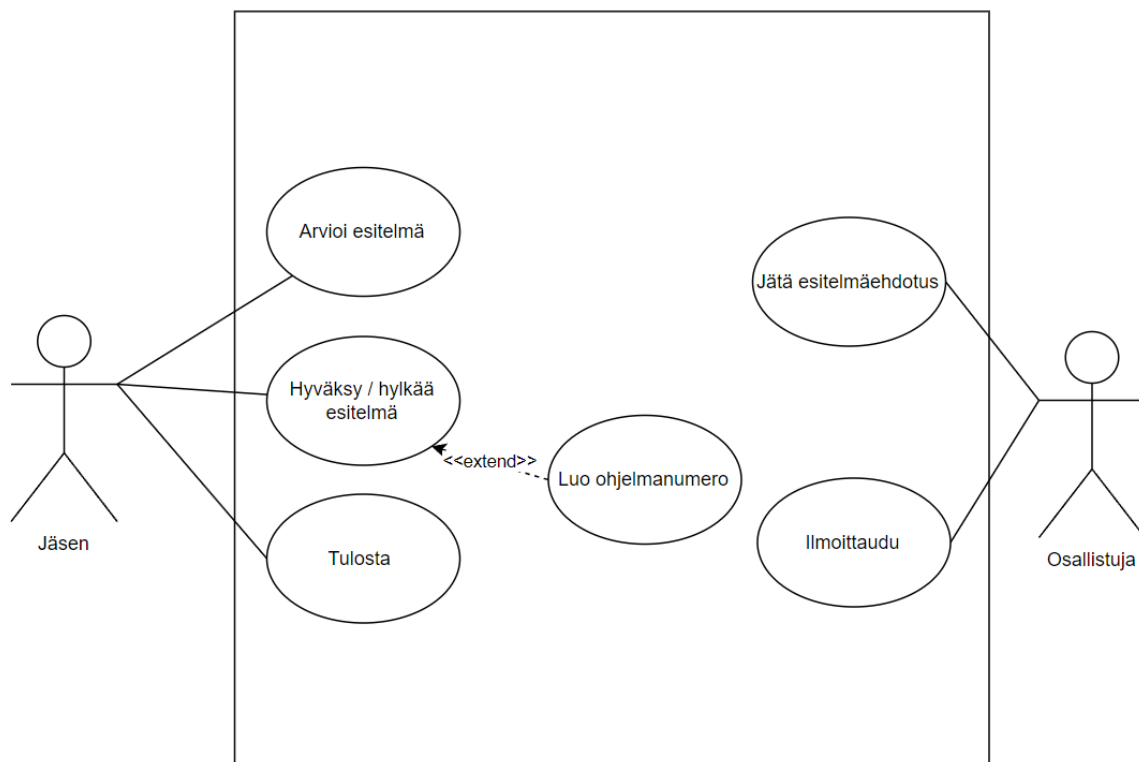 Arvioi esitelmä
Jätä esitelmäehdotus
Hyväksy / hylkää
esitelmä
<<extend>>
Luo ohjelmanumero
Jäsen
Tulosta
Ilmoittaudu
Osallistuja